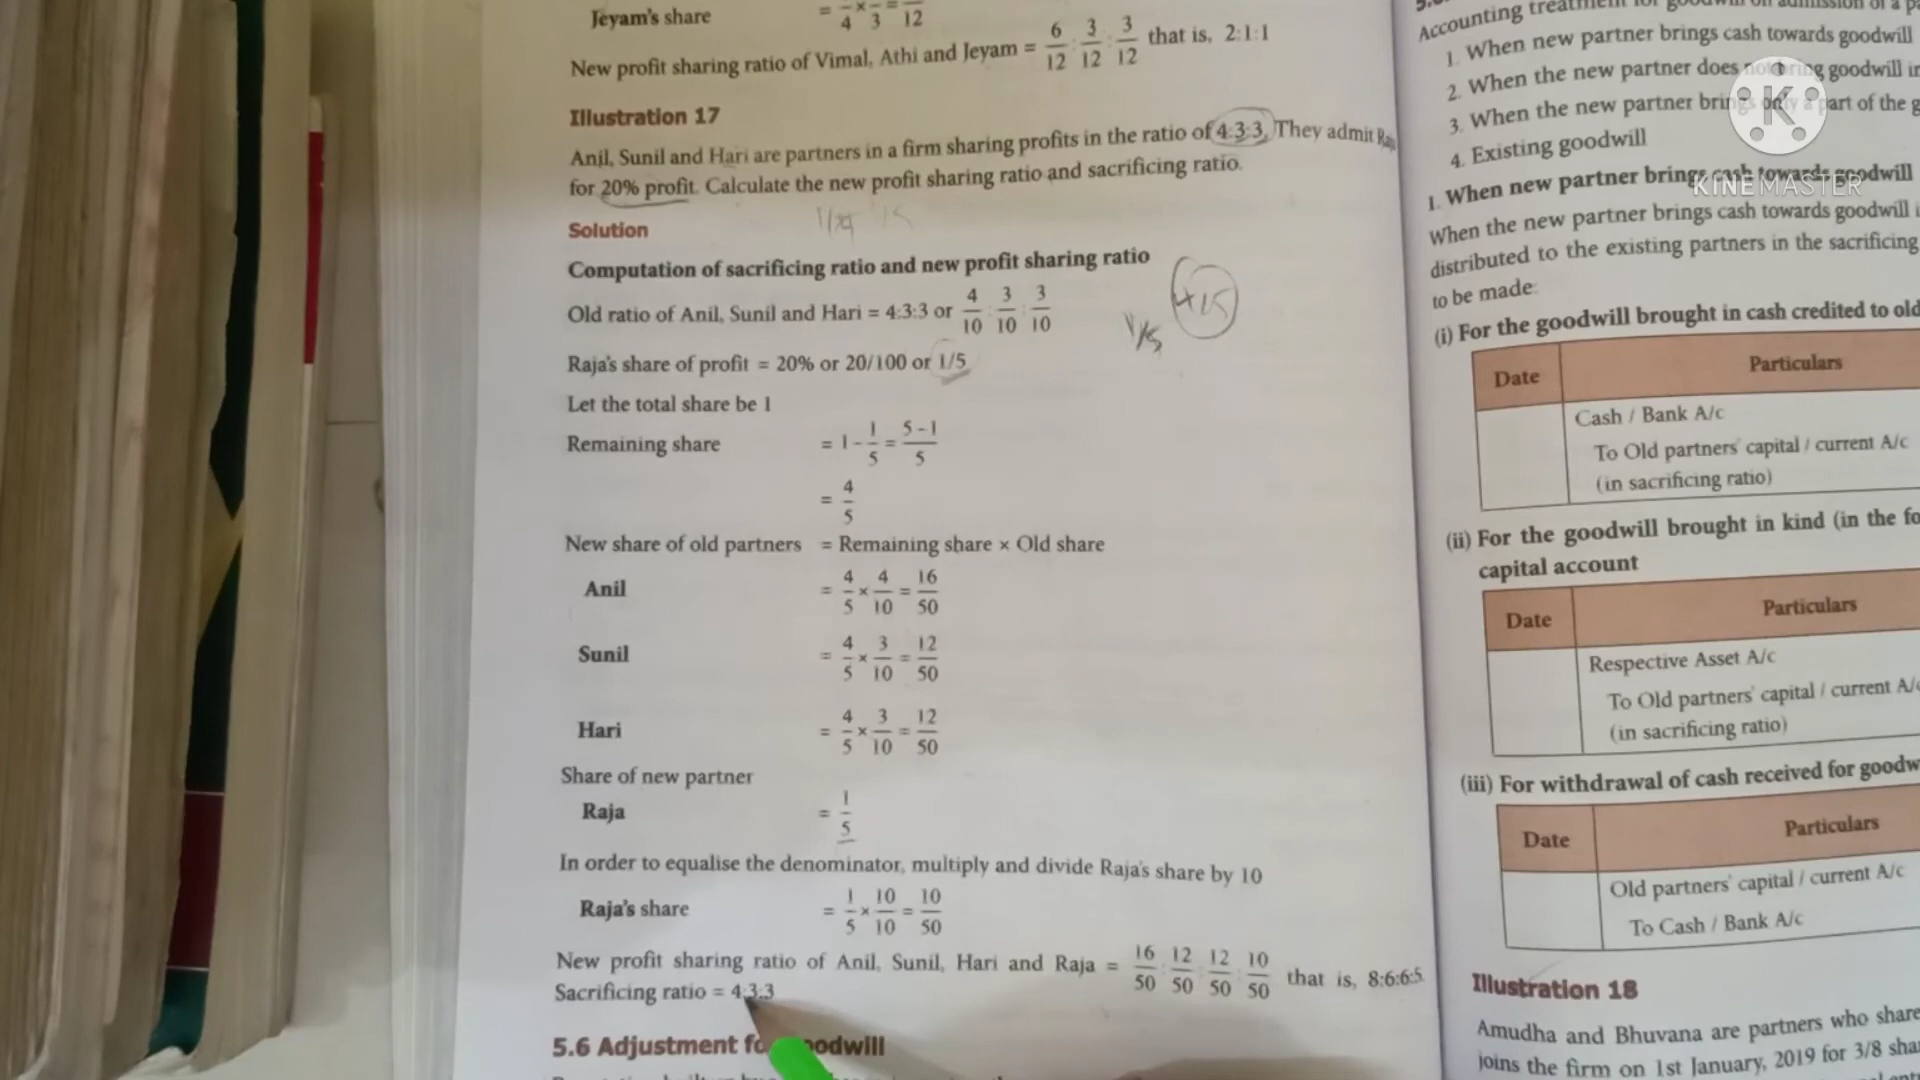 Jeyam's share = 4 × 3 = 12
New profit sharing ratio of Vimal, Athi and Jeyam = 6/12 : 3/12 : 3/12 that is, 2:1:1
Illustration 17
Anil, Sunil and Hari are partners in a firm sharing profits in the ratio of 4:3:3. They admit
for 20% profit. Calculate the new profit sharing ratio and sacrificing ratio.
Solution
Computation of sacrificing ratio and new profit sharing ratio
Old ratio of Anil, Sunil and Hari = 4:3:3 or 4/10 : 3/10 : 3/10
1/5
Raja's share of profit = 20% or 20/100 or 1/5
Let the total share be 1
Remaining share = 1 - 1/5 = 5 - 1/5
= 4/5
New share of old partners = Remaining share × Old share
Anil = 4/5 × 4/10 = 16/50
Sunil = 4/5 × 3/10 = 12/50
Hari = 4/5 × 3/10 = 12/50
Share of new partner
Raja = 1/5
In order to equalise the denominator, multiply and divide Raja's share by 10
Raja's share = 1/5 × 10/10 = 10/50
New profit sharing ratio of Anil, Sunil, Hari and Raja = 16/50 : 12/50 : 12/50 : 10/50 that is, 8:6:6:5
Sacrificing ratio = 4:3:3
5.6 Adjustment
Accounting treatment for goodwill on admission of a
1. When new partner brings cash towards goodwill
2. When the new partner does not bring goodwill
3. When the new partner brings only a part of the
4. Existing goodwill
1. When new partner brings cash towards goodwill
When the new partner brings cash towards goodwill
distributed to the existing partners in the sacrificing
to be made:
(i) For the goodwill brought in cash credited to old
Date Particulars
Cash / Bank A/c
To Old partners' capital / current A/c
(in sacrificing ratio)
(ii) For the goodwill brought in kind (in the
capital account
Date Particulars
Respective Asset A/c
To Old partners' capital / current A/c
(in sacrificing ratio)
(iii) For withdrawal of cash received for
Date Particulars
Old partners' capital / current A/c
To Cash / Bank A/c
Illustration 18
Amudha and Bhuvana are partners who share
joins the firm on 1st January, 2019 for 3/8
K
KINEMASTER